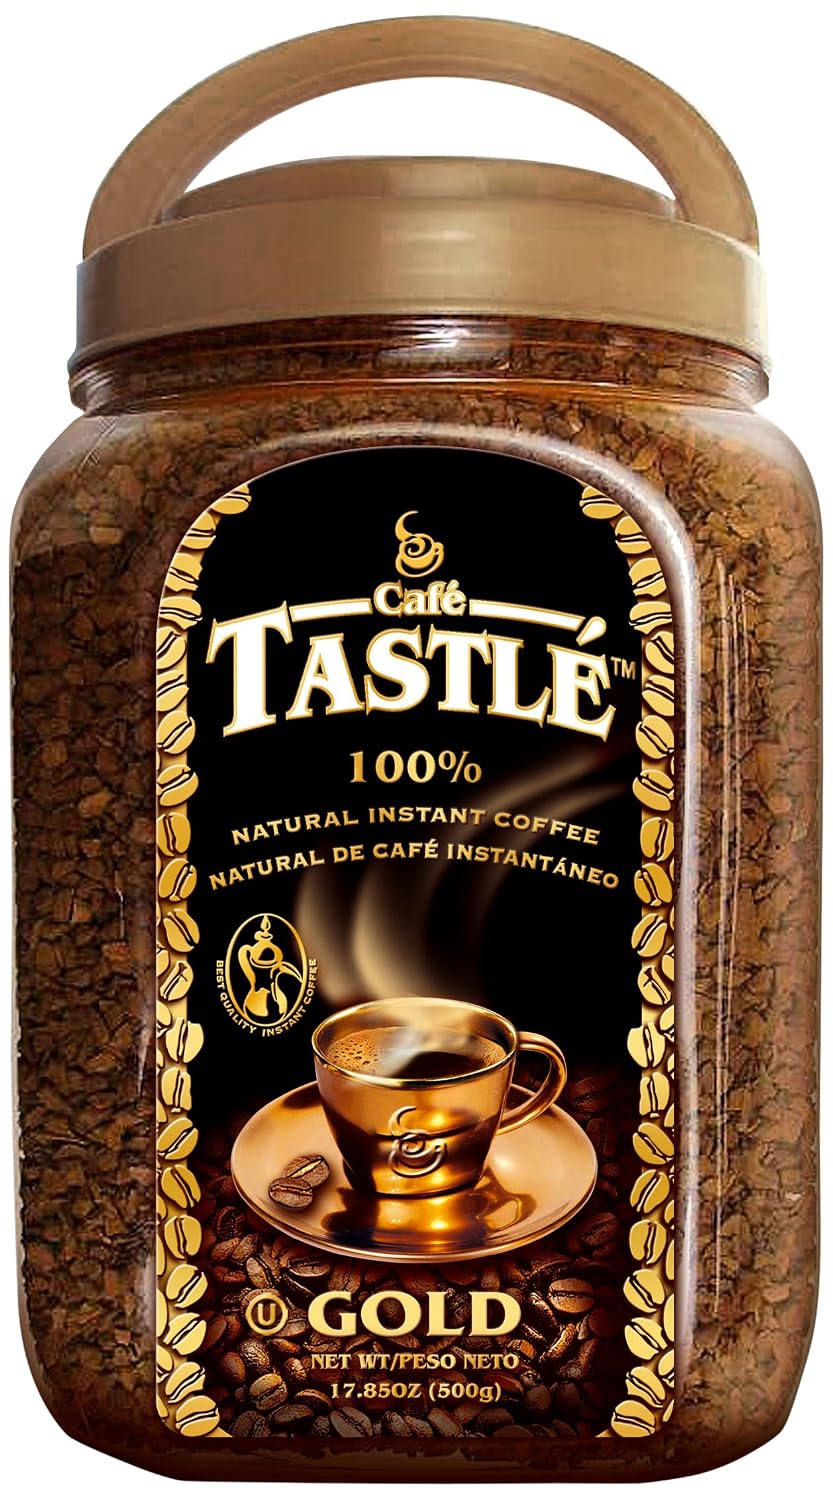 Café
TASTLÉ™
100%
NATURAL INSTANT COFFEE
NATURAL DE CAFÉ INSTANTÁNEO
BEST QUALITY INSTANT COFFEE
U GOLD
NET WT/PESO NETO
17.85OZ (500g)